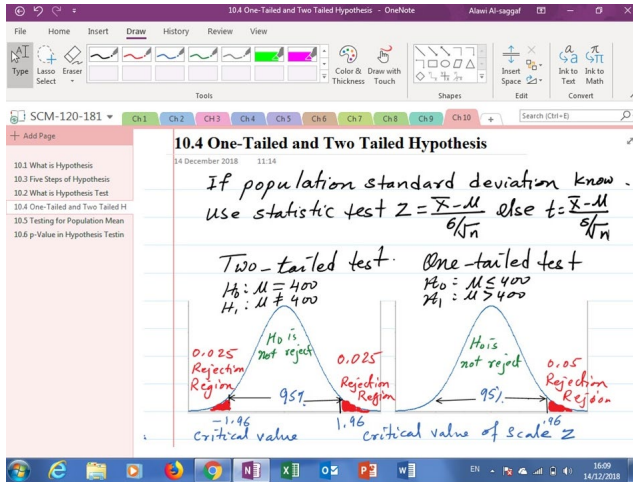 10.4 One-Tailed and Two Tailed Hypothesis - OneNote
Alawi Al-saggaf
File Home Insert Draw History Review View
Type
Lasso Select
Eraser
Color & Thickness
Draw with Touch
Insert Space
Ink to Text
Ink to Math
Tools
Shapes
Edit
Convert
SCM-120-181
Ch 1 Ch 2 CH 3 Ch 4 Ch 5 Ch 6 Ch 7 Ch 8 Ch 9 Ch 10 +
Search (Ctrl+E)
+ Add Page
10.1 What is Hypothesis
10.3 Five Steps of Hypothesis
10.2 What is Hypothesis Test
10.4 One-Tailed and Two Tailed H
10.5 Testing for Population Mean
10.6 p-Value in Hypothesis Testin
10.4 One-Tailed and Two Tailed Hypothesis
14 December 2018 11:14
If population standard deviation know.
use statistic test Z = x̄-μ / 6/√n else t = x̄-μ / 6/√n
Two-tailed test.
H₀: μ = 400
H₁: μ ≠ 400
H₀ is
not reject
0.025
Rejection
Region
95%
0.025
Rejection
Region
-1.96
1.96
critical value
One-tailed test
H₀: μ ≤ 400
H₁: μ > 400
H₀ is
not reject
95%
0.05
Rejection
.96
critical value of scale Z
EN
16:09
14/12/2018